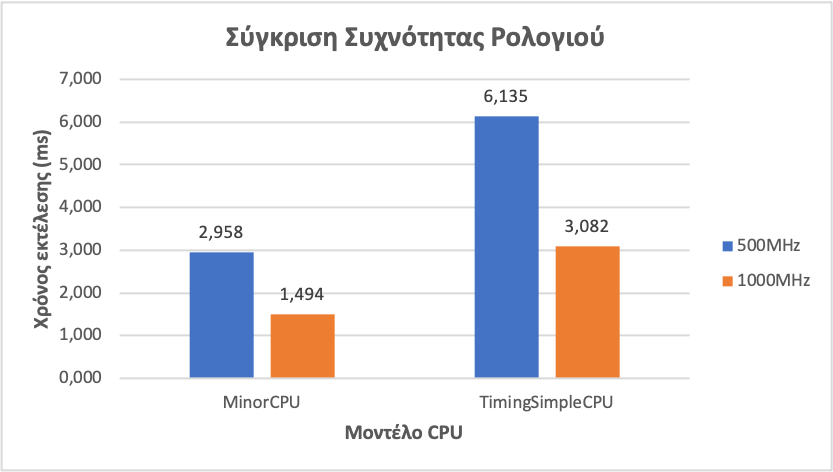 Σύγκριση Συχνότητας Ρολογιού
Χρόνος εκτέλεσης (ms)
7,000
6,000
5,000
4,000
3,000
2,000
1,000
0,000
2,958
1,494
6,135
3,082
MinorCPU
TimingSimpleCPU
Μοντέλο CPU
500MHz
1000MHz